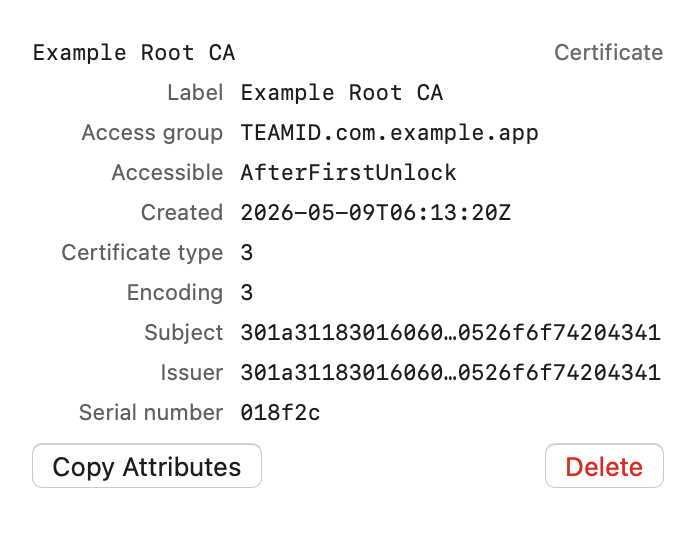 Example Root CA Certificate
Label Example Root CA
Access group TEAMID.com.example.app
Accessible AfterFirstUnlock
Created 2026-05-09T06:13:20Z
Certificate type 3
Encoding 3
Subject 301a31183016060…0526f6f74204341
Issuer 301a31183016060…0526f6f74204341
Serial number 018f2c
Copy Attributes Delete